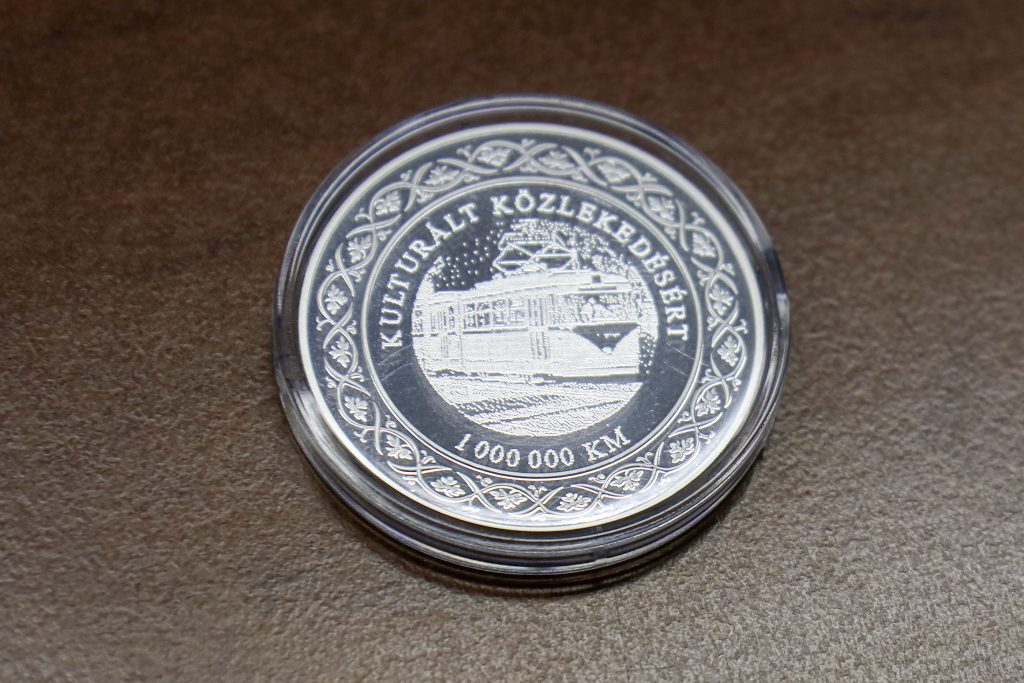 KULTURÁLT KÖZLEKEDÉSÉRT
1 000 000 KM